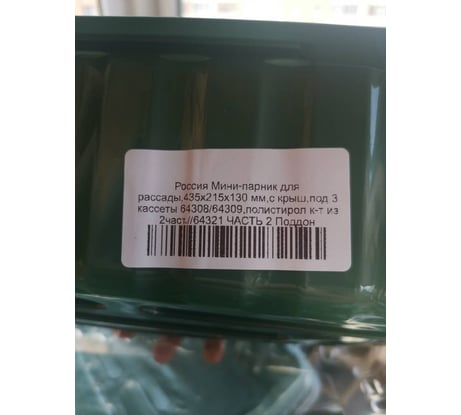 Россия Мини-парник для
рассады,435х215х130 мм,с крыш,под 3
кассеты 64308/64309,полистирол к-т из
2част//64321 ЧАСТЬ 2 Поддон